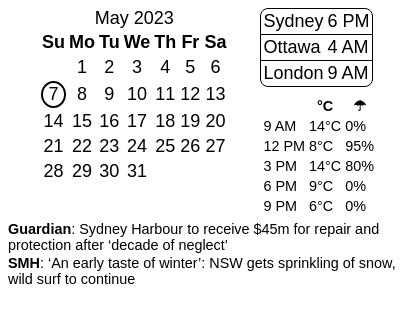 May 2023
Su Mo Tu We Th Fr Sa
1 2 3 4 5 6
7 8 9 10 11 12 13
14 15 16 17 18 19 20
21 22 23 24 25 26 27
28 29 30 31
Sydney 6 PM
Ottawa 4 AM
London 9 AM
°C ☂
9 AM 14°C 0%
12 PM 8°C 95%
3 PM 14°C 80%
6 PM 9°C 0%
9 PM 6°C 0%
Guardian: Sydney Harbour to receive $45m for repair and
protection after ‘decade of neglect’
SMH: ‘An early taste of winter’: NSW gets sprinkling of snow,
wild surf to continue